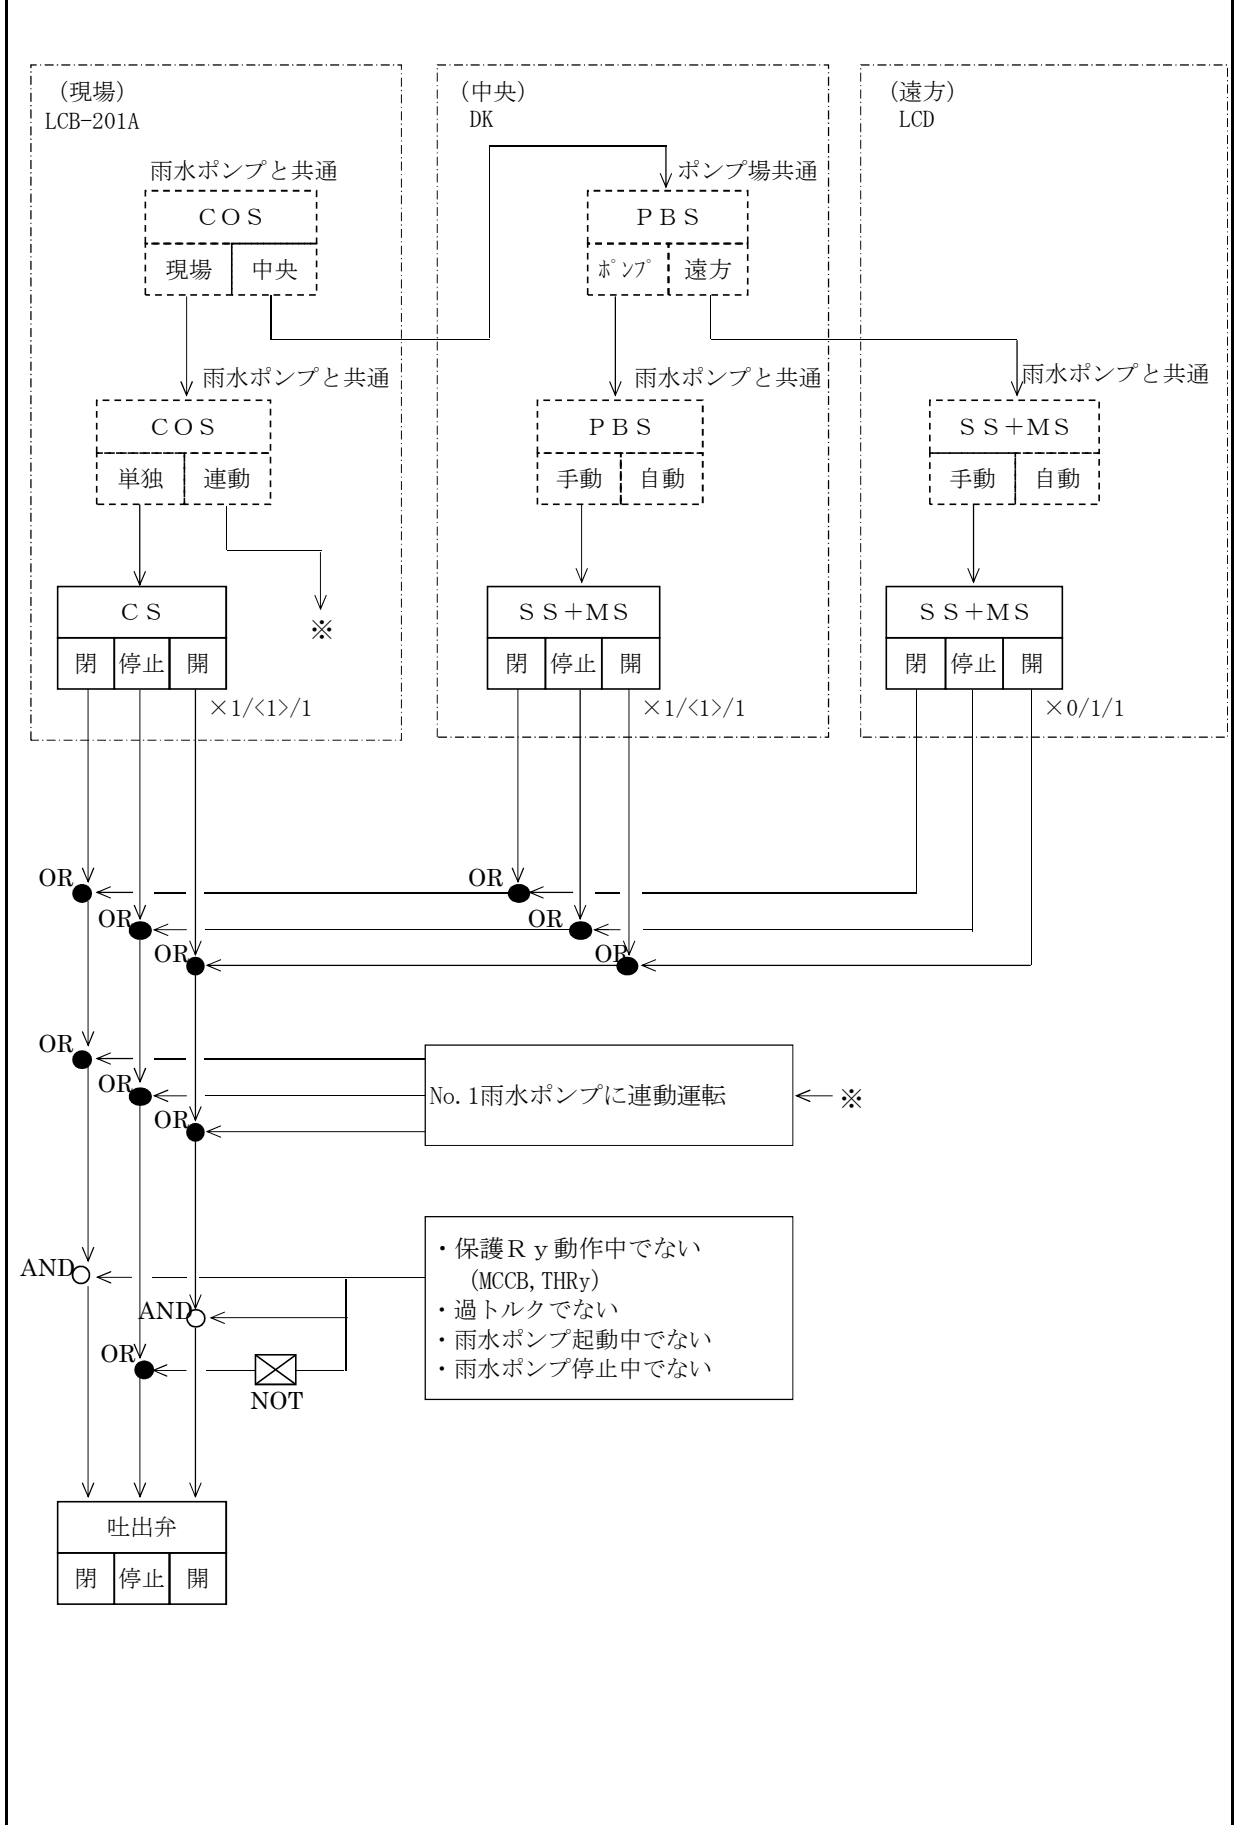 （現場）
LCB-201A
雨水ポンプと共通
ＣＯＳ
現場 中央
雨水ポンプと共通
ＣＯＳ
単独 連動
※
ＣＳ
閉 停止 開
×1/<1>/1
（中央）
DK
ポンプ場共通
ＰＢＳ
ﾎﾟﾝﾌﾟ 遠方
雨水ポンプと共通
ＰＢＳ
手動 自動
ＳＳ＋ＭＳ
閉 停止 開
×1/<1>/1
（遠方）
LCD
雨水ポンプと共通
ＳＳ＋ＭＳ
手動 自動
ＳＳ＋ＭＳ
閉 停止 開
×0/1/1
OR
OR
OR
OR
OR
OR
OR
OR
OR
No.1雨水ポンプに連動運転
※
AND
AND
OR
NOT
・保護Ｒｙ動作中でない
（MCCB,THRy）
・過トルクでない
・雨水ポンプ起動中でない
・雨水ポンプ停止中でない
吐出弁
閉 停止 開